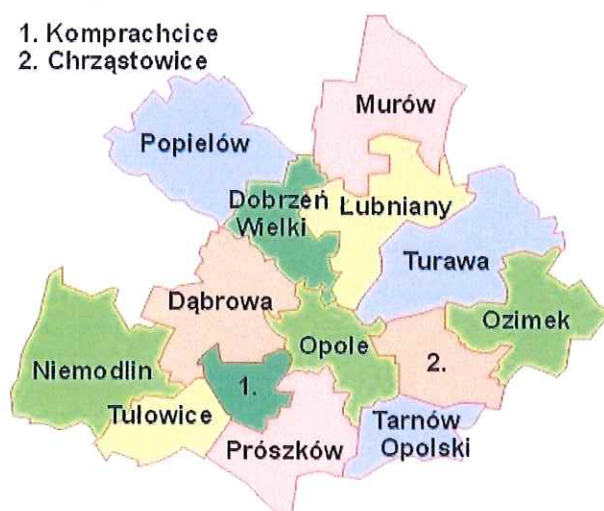 1. Komprachcice
2. Chrząstowice
Murów
Popielów
Dobrzeń
Wielki
Łubniany
Turawa
Dąbrowa
Ozimek
Opole
Niemodlin
1.
2.
Tulowice
Tarnów
Opolski
Prószków